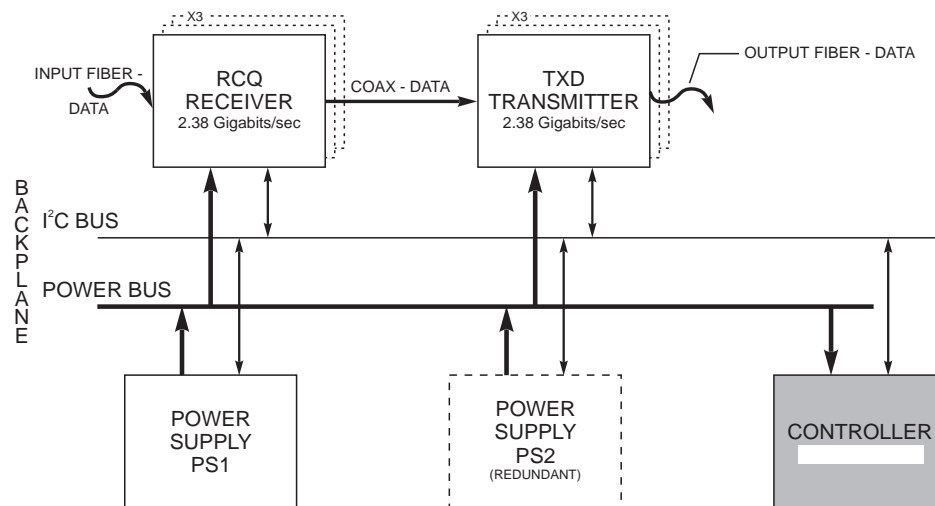 X3
X3
INPUT FIBER -
DATA
RCQ
RECEIVER
2.38 Gigabits/sec
COAX - DATA
TXD
TRANSMITTER
2.38 Gigabits/sec
OUTPUT FIBER - DATA
BACKPLANE
I²C BUS
POWER BUS
POWER
SUPPLY
PS1
POWER
SUPPLY
PS2
(REDUNDANT)
CONTROLLER